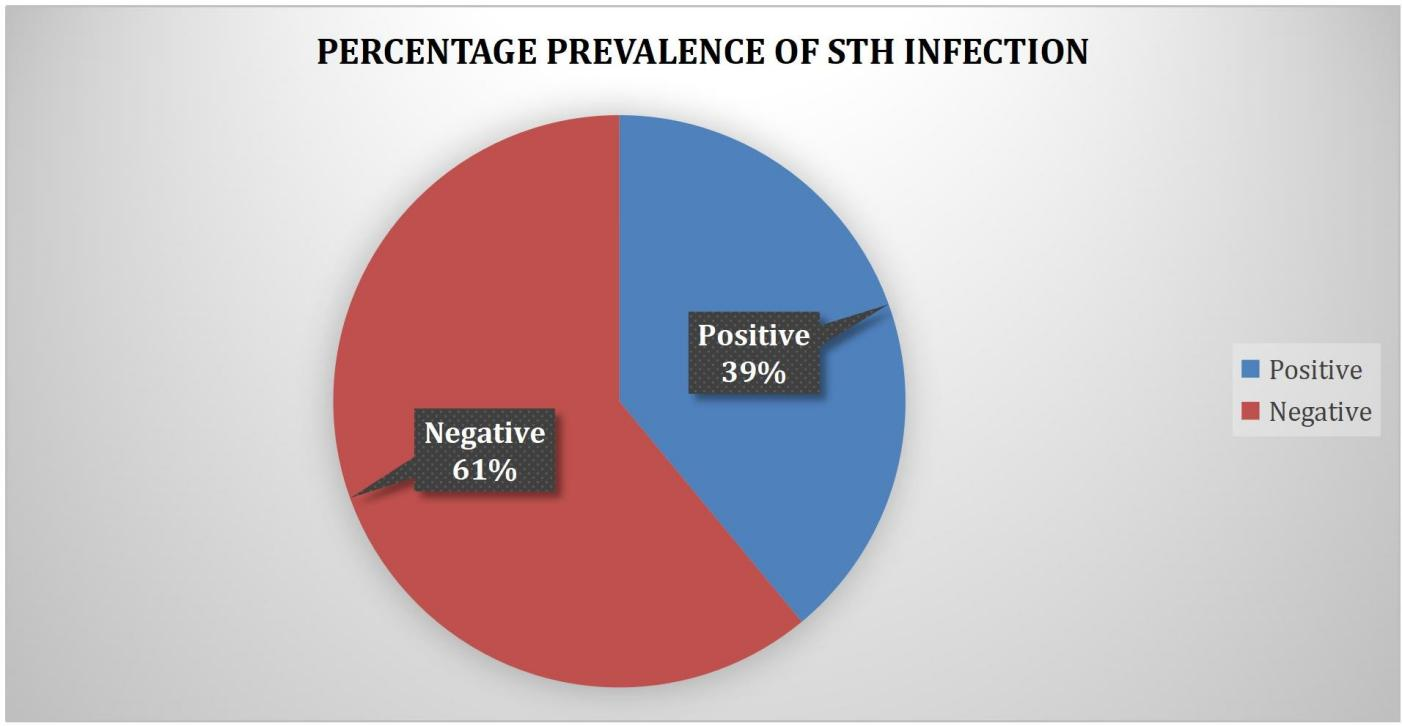 PERCENTAGE PREVALENCE OF STH INFECTION
Positive
39%
Negative
61%
Positive
Negative